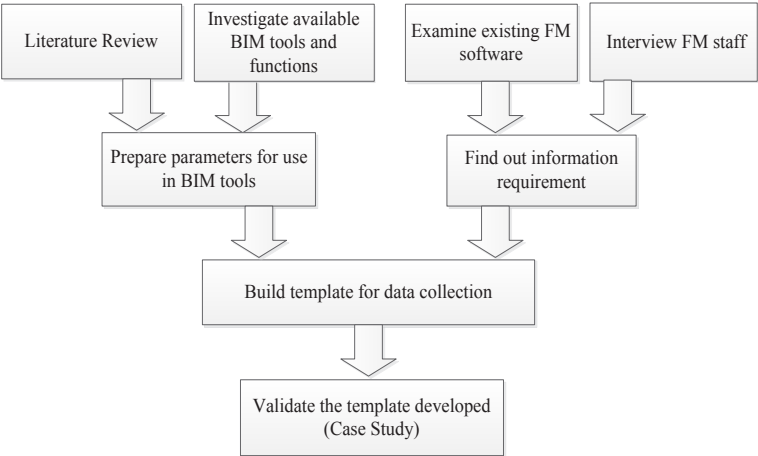 Literature Review
Investigate available
BIM tools and
functions
Examine existing FM
software
Interview FM staff
Prepare parameters for use
in BIM tools
Find out information
requirement
Build template for data collection
Validate the template developed
(Case Study)